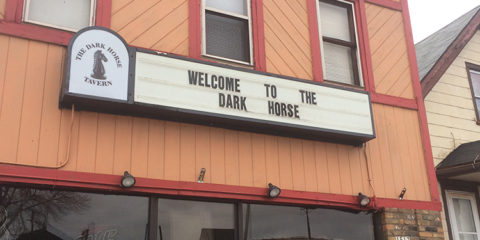 THE DARK HORSE
TAVERN
WELCOME TO THE
DARK HORSE